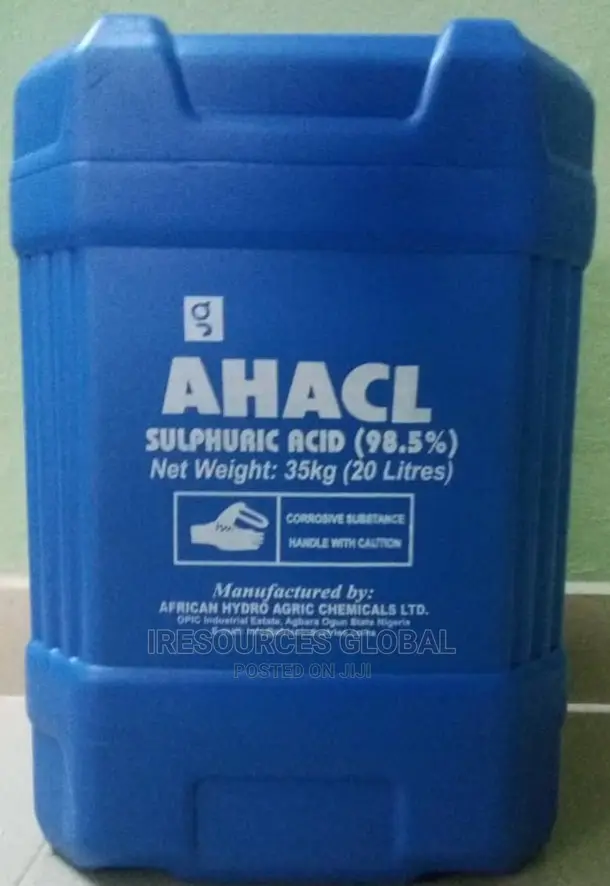 AHACL
SULPHURIC ACID (98.5%)
Net Weight: 35kg (20 Litres)
CORROSIVE SUBSTANCE
HANDLE WITH CAUTION
Manufactured by:
AFRICAN HYDRO AGRIC CHEMICALS LTD.
OPIC Industrial Estate, Agbara Ogun State Nigeria
IRESOURCES GLOBAL
POSTED ON JIJI